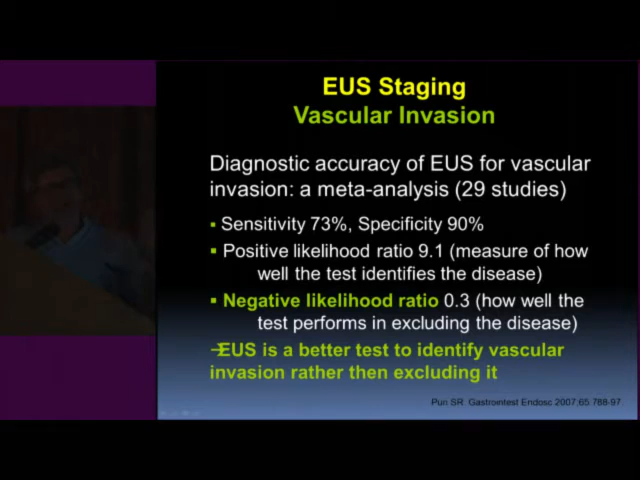 EUS Staging
Vascular Invasion
Diagnostic accuracy of EUS for vascular
invasion: a meta-analysis (29 studies)
▪ Sensitivity 73%, Specificity 90%
▪ Positive likelihood ratio 9.1 (measure of how
well the test identifies the disease)
▪ Negative likelihood ratio 0.3 (how well the
test performs in excluding the disease)
→EUS is a better test to identify vascular
invasion rather then excluding it
Puri SR Gastrointest Endosc 2007;65:788-97